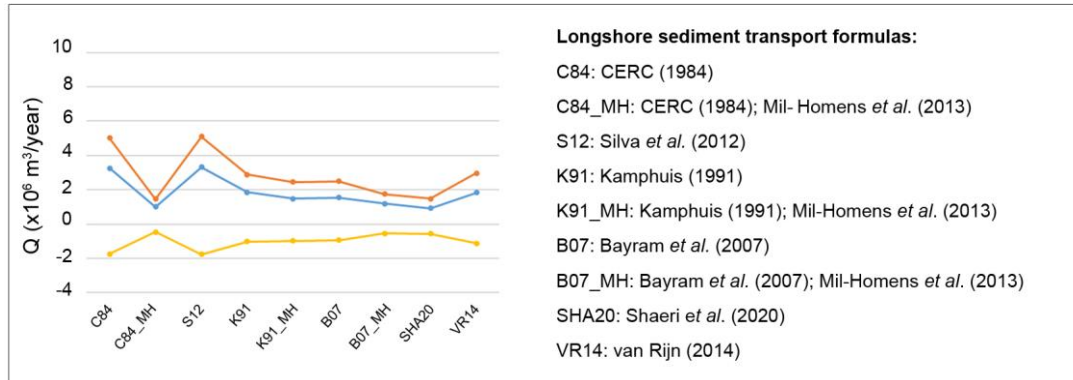 10
8
6
4
2
0
-2
-4
Q (x10⁶ m³/year)
C84
C84_MH
S12
K91
K91_MH
B07
B07_MH
SHA20
VR14
Longshore sediment transport formulas:
C84: CERC (1984)
C84_MH: CERC (1984); Mil- Homens et al. (2013)
S12: Silva et al. (2012)
K91: Kamphuis (1991)
K91_MH: Kamphuis (1991); Mil-Homens et al. (2013)
B07: Bayram et al. (2007)
B07_MH: Bayram et al. (2007); Mil-Homens et al. (2013)
SHA20: Shaeri et al. (2020)
VR14: van Rijn (2014)